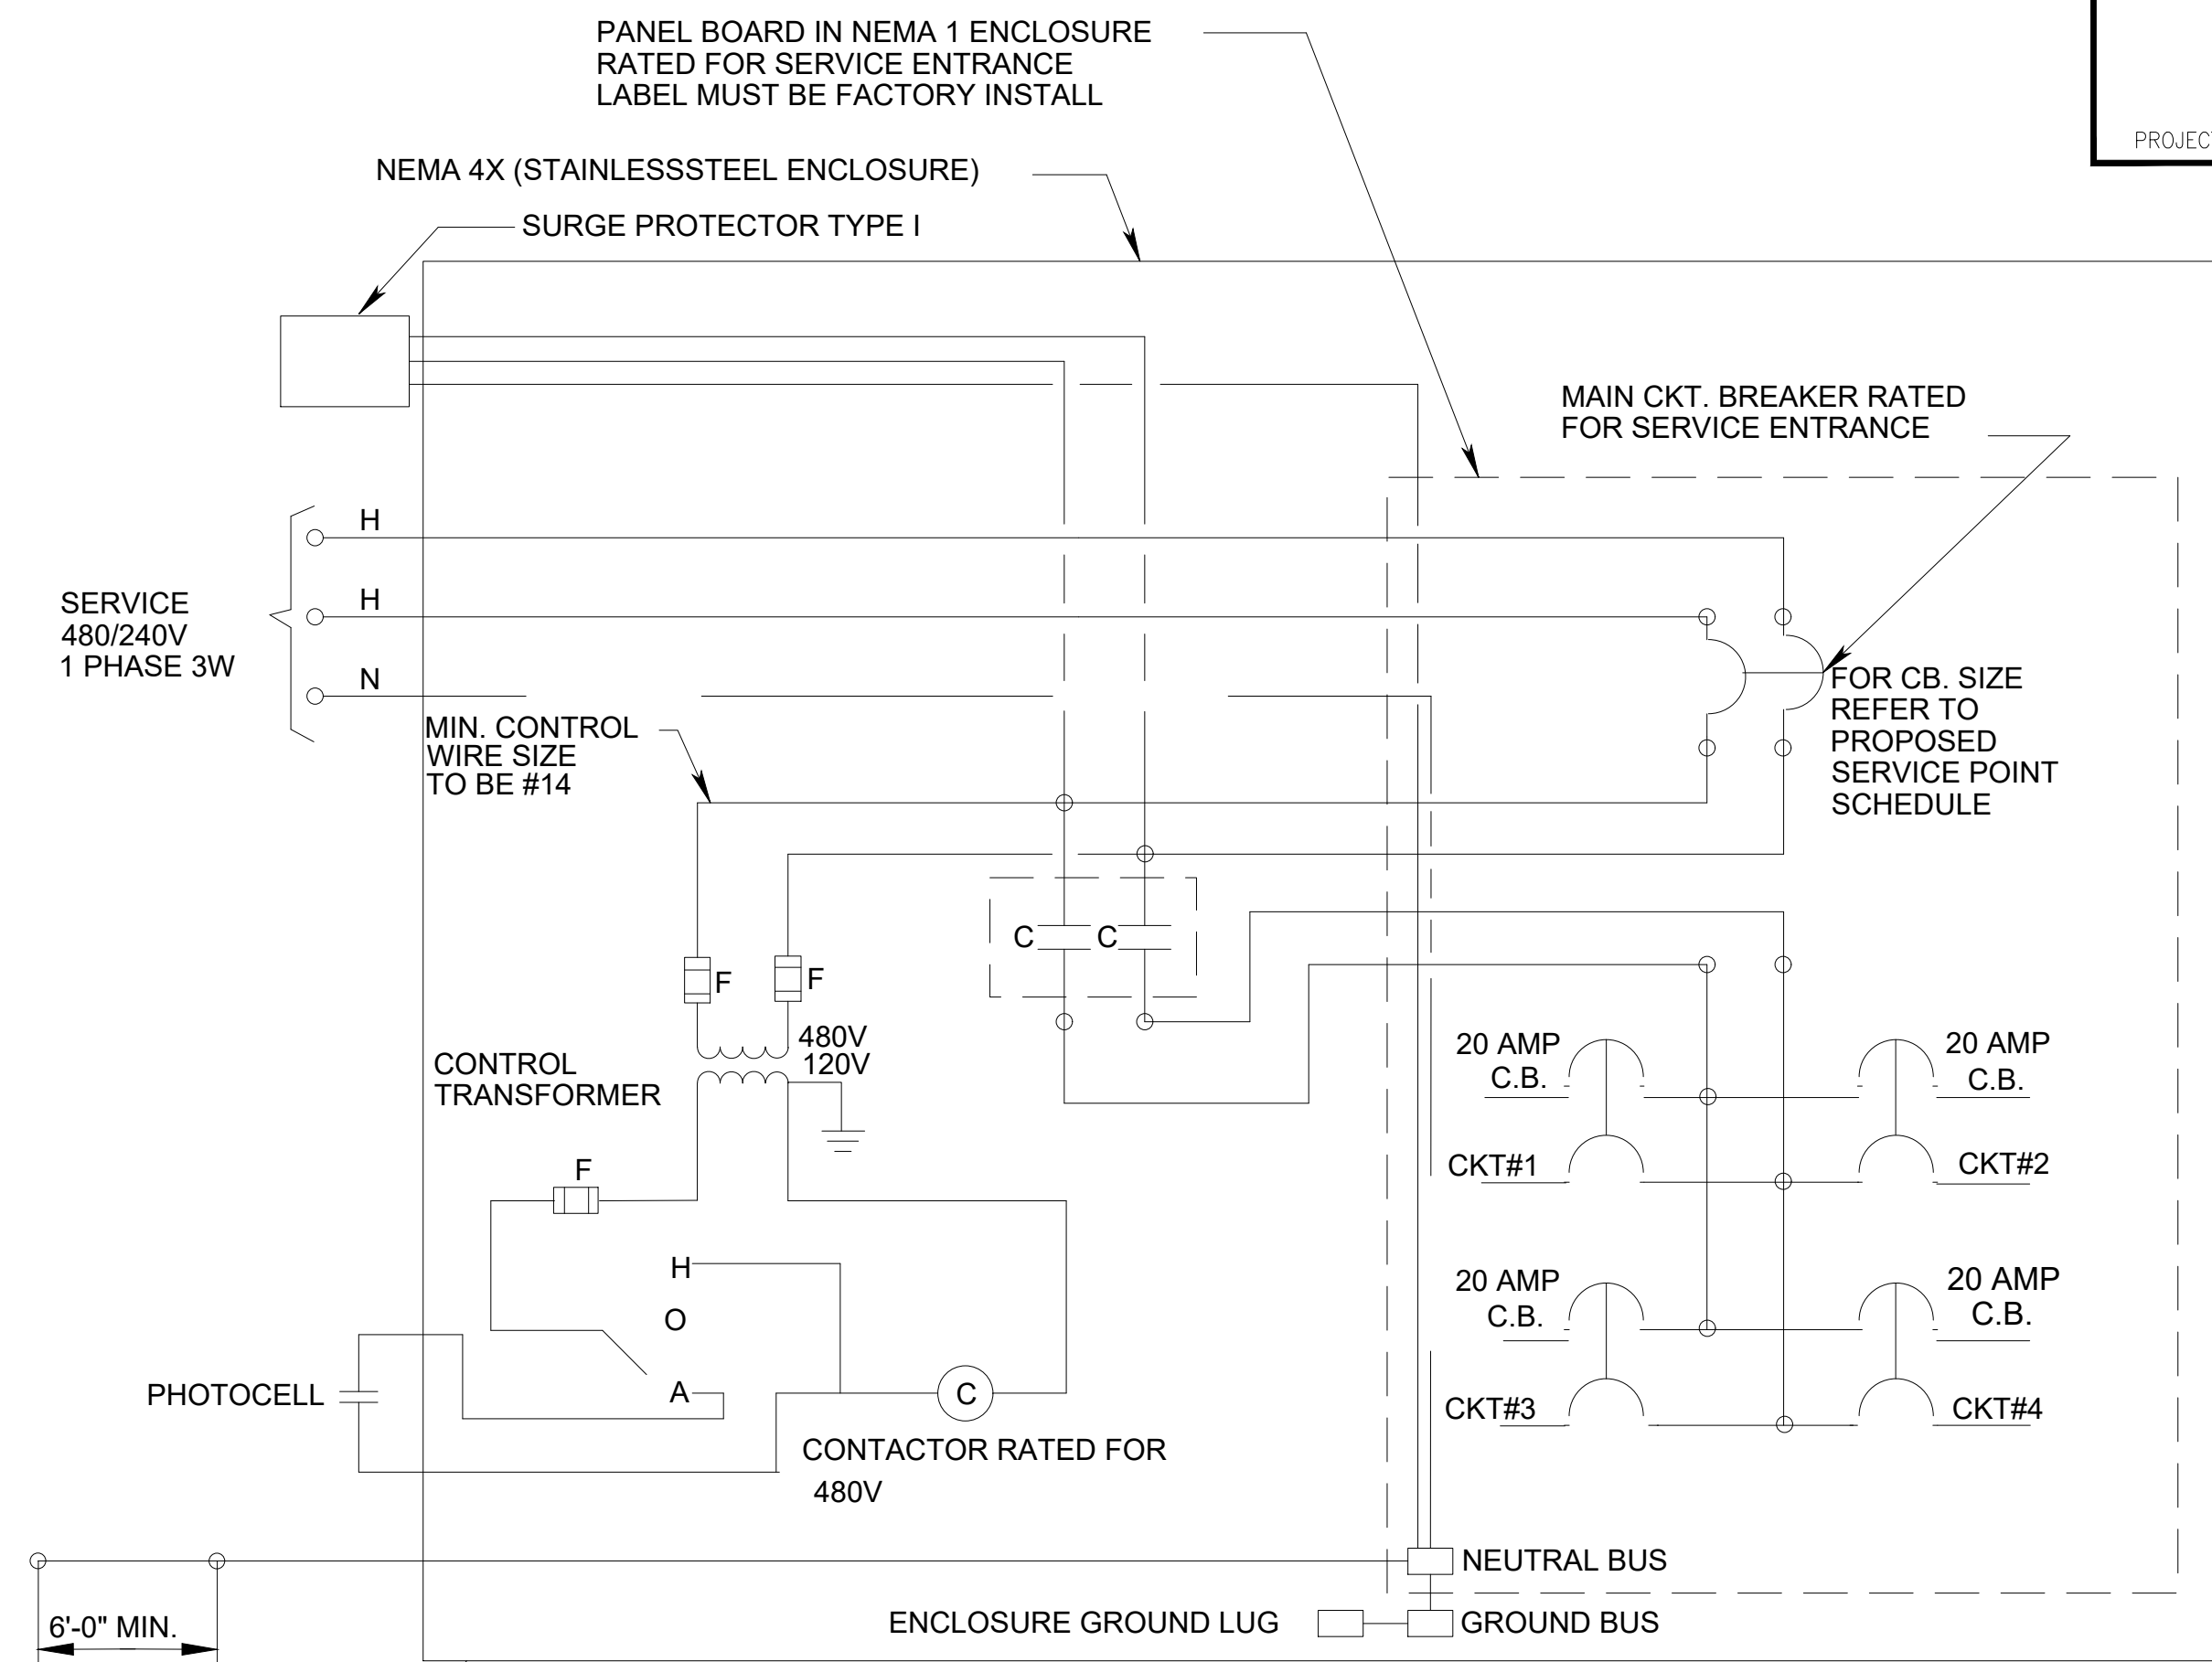 PANEL BOARD IN NEMA 1 ENCLOSURE
RATED FOR SERVICE ENTRANCE
LABEL MUST BE FACTORY INSTALL
NEMA 4X (STAINLESSSTEEL ENCLOSURE)
SURGE PROTECTOR TYPE I
MAIN CKT. BREAKER RATED
FOR SERVICE ENTRANCE
H
H
N
SERVICE
480/240V
1 PHASE 3W
MIN. CONTROL
WIRE SIZE
TO BE #14
FOR CB. SIZE
REFER TO
PROPOSED
SERVICE POINT
SCHEDULE
C
C
F
F
480V
120V
CONTROL
TRANSFORMER
F
H
O
A
PHOTOCELL
C
CONTACTOR RATED FOR
480V
20 AMP
C.B.
20 AMP
C.B.
CKT#1
CKT#2
20 AMP
C.B.
20 AMP
C.B.
CKT#3
CKT#4
NEUTRAL BUS
6'-0" MIN.
ENCLOSURE GROUND LUG
GROUND BUS